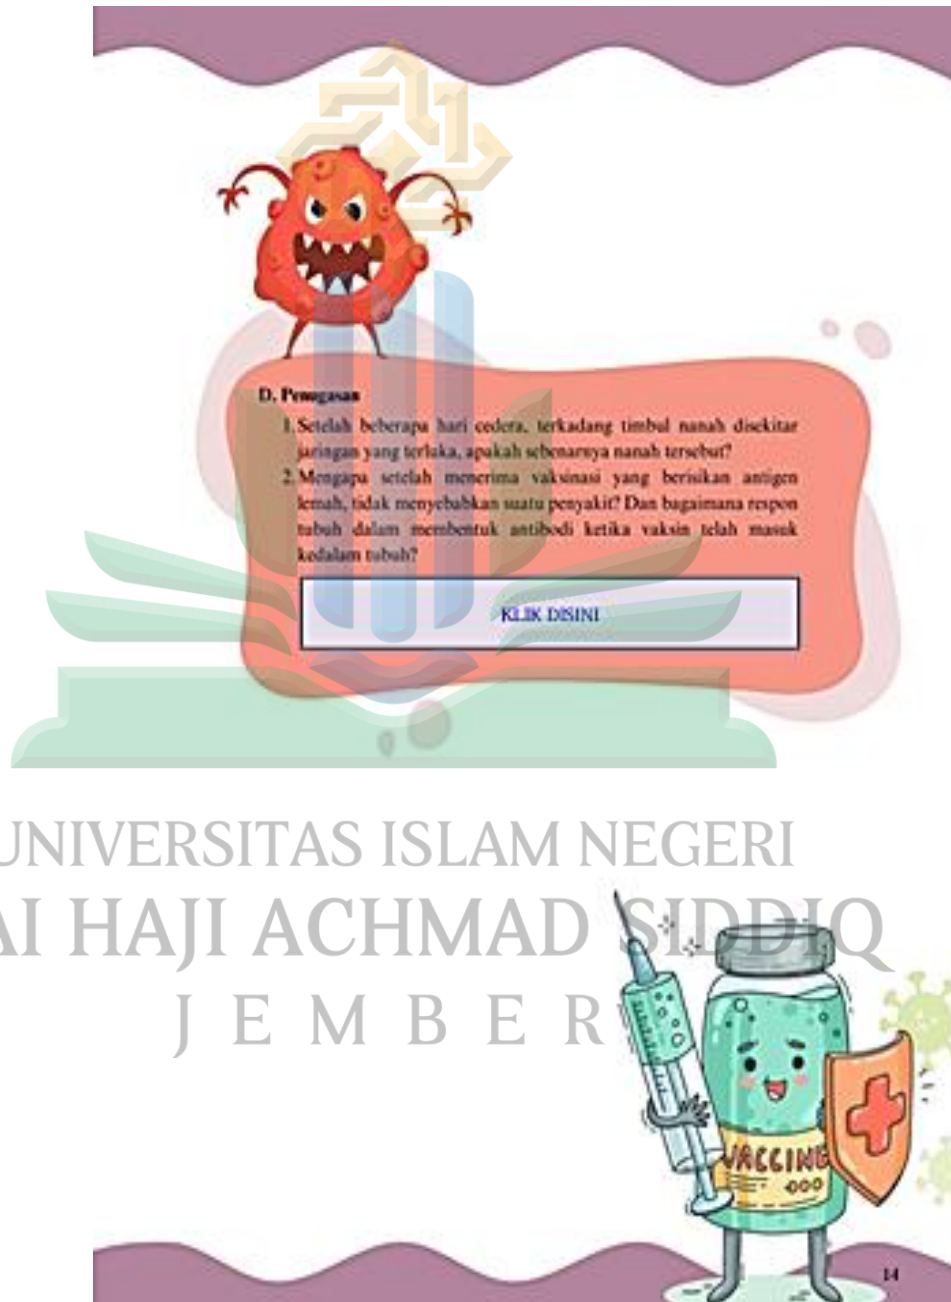 D. Penugasan
1. Setelah beberapa hari cedera, terkadang timbul nanah disekitar
jaringan yang terluka, apakah sebenarnya nanah tersebut?
2. Mengapa setelah menerima vaksinasi yang berisikan antigen
lemah, tidak menyebabkan suatu penyakit? Dan bagaimana respon
tubuh dalam membentuk antibodi ketika vaksin telah masuk
kedalam tubuh?
KLIK DISINI
UNIVERSITAS ISLAM NEGERI
AI HAJI ACHMAD SIDDIQ
JEMBER
VACCINE
14